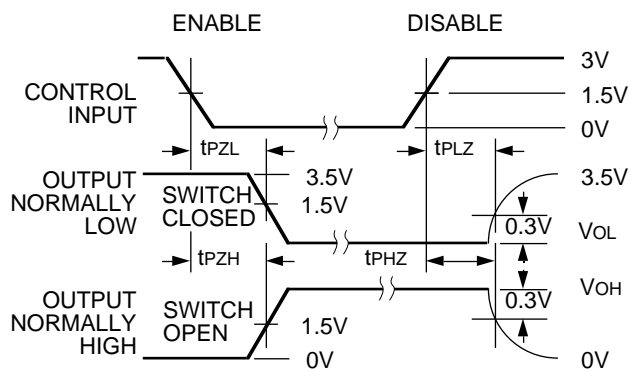 ENABLE DISABLE
3V
CONTROL
INPUT
1.5V
0V
tPZL tPLZ
OUTPUT
NORMALLY
LOW
SWITCH
CLOSED
3.5V
1.5V
3.5V
0.3V VOL
tPZH tPHZ
OUTPUT
NORMALLY
HIGH
SWITCH
OPEN
0.3V VOH
1.5V
0V
0V